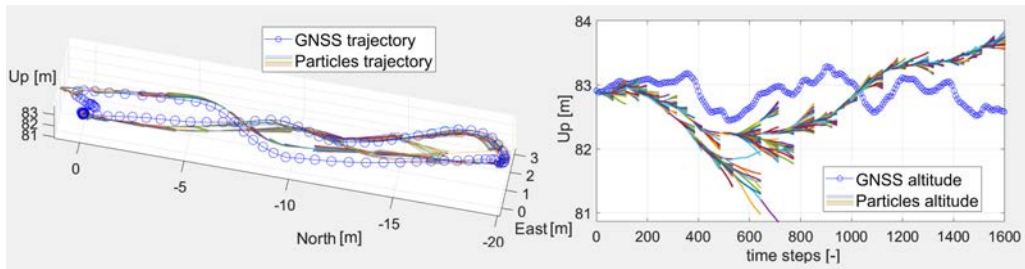 GNSS trajectory
Particles trajectory
Up [m]
83
82
81
0
-5
-10
-15
-20
North [m]
3
2
1
0
East [m]
84
83
82
81
Up [m]
GNSS altitude
Particles altitude
0 200 400 600 800 1000 1200 1400 1600
time steps [-]